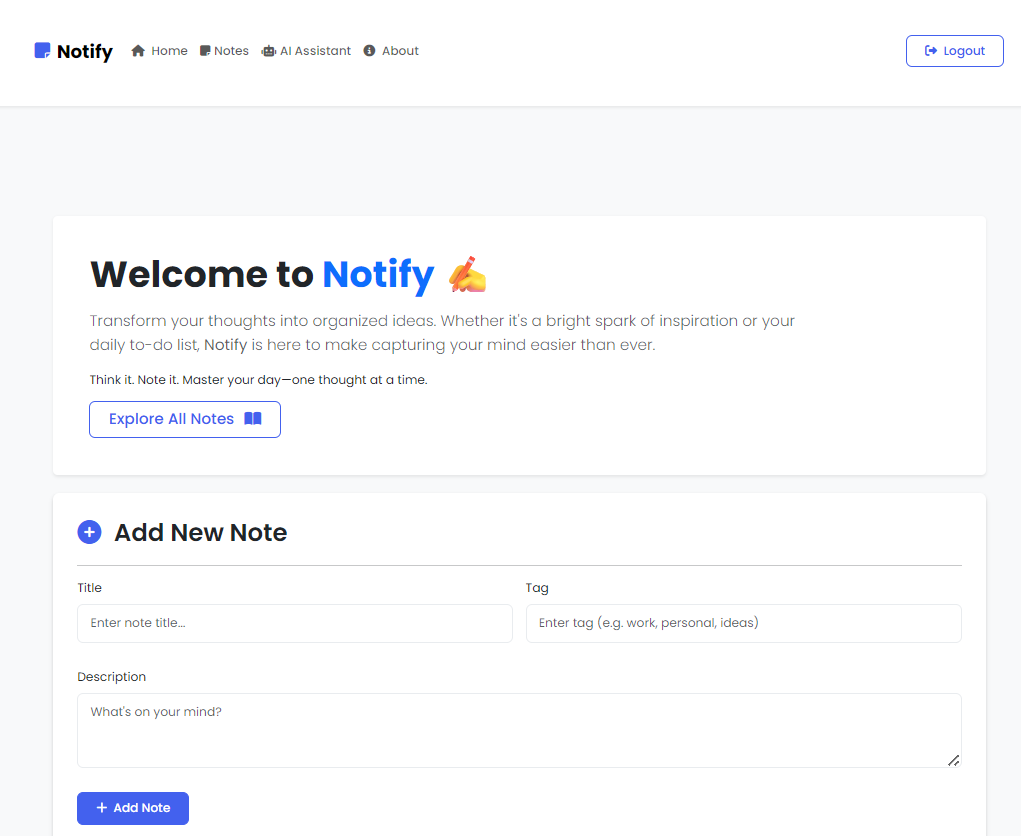 Notify Home Notes AI Assistant About Logout
Welcome to Notify ✍️
Transform your thoughts into organized ideas. Whether it's a bright spark of inspiration or your
daily to-do list, Notify is here to make capturing your mind easier than ever.
Think it. Note it. Master your day—one thought at a time.
Explore All Notes
Add New Note
Title Tag
Enter note title... Enter tag (e.g. work, personal, ideas)
Description
What's on your mind?
+ Add Note